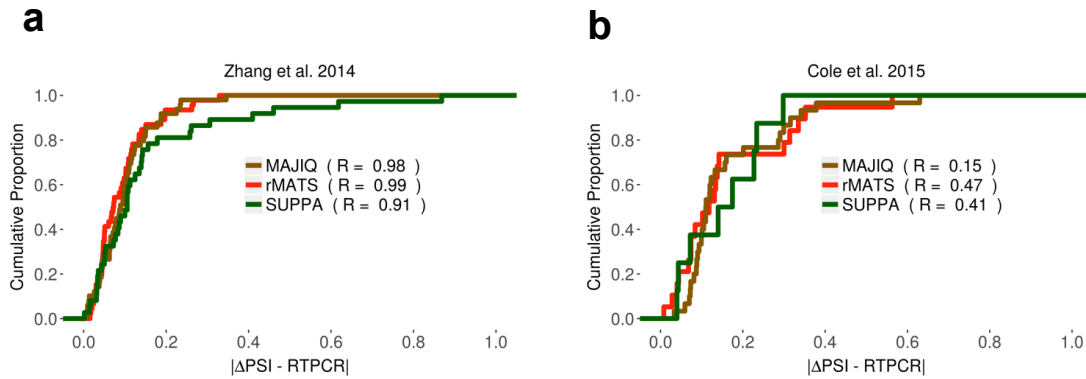 a
Zhang et al. 2014
Cumulative Proportion
1.0
0.8
0.6
0.4
0.2
0.0
MAJIQ ( R = 0.98 )
rMATS ( R = 0.99 )
SUPPA ( R = 0.91 )
0.0 0.2 0.4 0.6 0.8 1.0
|ΔPSI - RTPCR|
b
Cole et al. 2015
Cumulative Proportion
1.0
0.8
0.6
0.4
0.2
0.0
MAJIQ ( R = 0.15 )
rMATS ( R = 0.47 )
SUPPA ( R = 0.41 )
0.0 0.2 0.4 0.6 0.8 1.0
|ΔPSI - RTPCR|